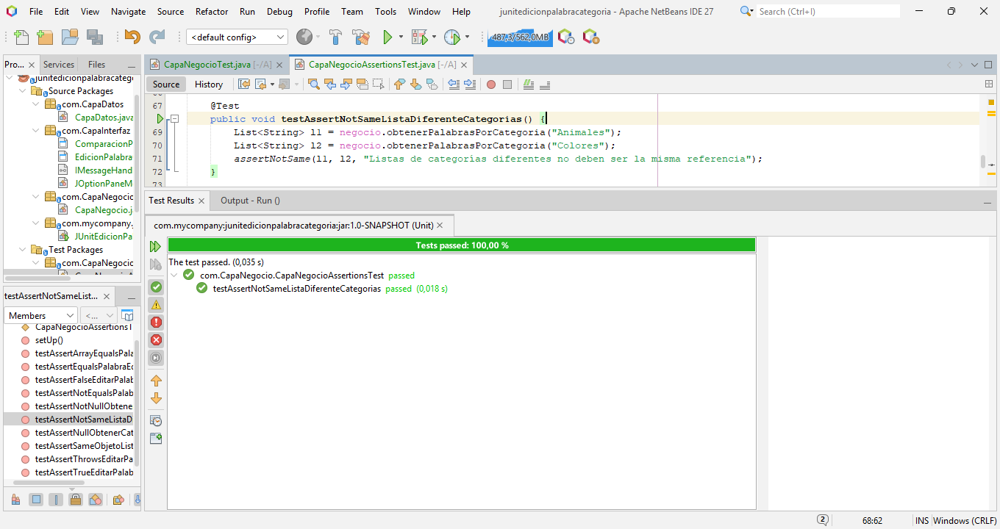 File Edit View Navigate Source Refactor Run Debug Profile Team Tools Window Help
junitedicionpalabracategoria - Apache NetBeans IDE 27
Search (Ctrl+I)
<default config>
487,3/562,0MB
Pro... Services Files
junitedicionpalabracateg
Source Packages
com.CapaDatos
CapaDatos.java
com.CapaInterfaz
ComparacionP
EdicionPalabra
IMessageHand
JOptionPaneM
com.CapaNegocio
CapaNegocio.j
com.mycompany.
JUnitEdicionPa
Test Packages
com.CapaNegocio
CapaNegocioTest.java [-/A] CapaNegocioAssertionsTest.java [-/A]
Source History
67 @Test
public void testAssertNotSameListaDiferenteCategorias() {
69 List<String> l1 = negocio.obtenerPalabrasPorCategoria("Animales");
70 List<String> l2 = negocio.obtenerPalabrasPorCategoria("Colores");
71 assertNotSame(l1, l2, "Listas de categorías diferentes no deben ser la misma referencia");
72 }
73
Test Results Output - Run ()
com.mycompany:junitedicionpalabracategoria:jar:1.0-SNAPSHOT (Unit)
Tests passed: 100,00 %
The test passed. (0,035 s)
com.CapaNegocio.CapaNegocioAssertionsTest passed
testAssertNotSameListaDiferenteCategorias passed (0,018 s)
testAssertNotSameList...
Members <...
CapaNegocioAssertionsT
setUp()
testAssertArrayEqualsPala
testAssertEqualsPalabraEc
testAssertFalseEditarPalab
testAssertNotEqualsPalab
testAssertNotNullObtene
testAssertNotSameListaD
testAssertNullObtenerCat
testAssertSameObjetoList
testAssertThrowsEditarPa
testAssertTrueEditarPalab
2 68:62 INS Windows (CRLF)